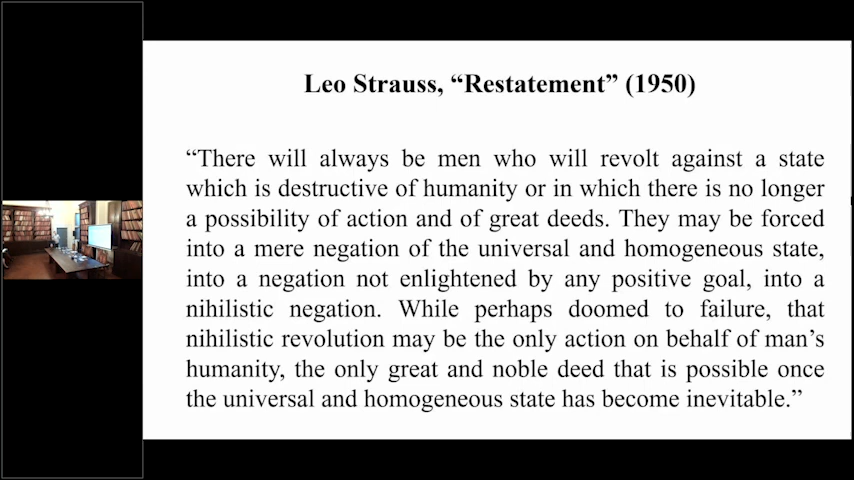 Leo Strauss, “Restatement” (1950)
“There will always be men who will revolt against a state
which is destructive of humanity or in which there is no longer
a possibility of action and of great deeds. They may be forced
into a mere negation of the universal and homogeneous state,
into a negation not enlightened by any positive goal, into a
nihilistic negation. While perhaps doomed to failure, that
nihilistic revolution may be the only action on behalf of man’s
humanity, the only great and noble deed that is possible once
the universal and homogeneous state has become inevitable.”